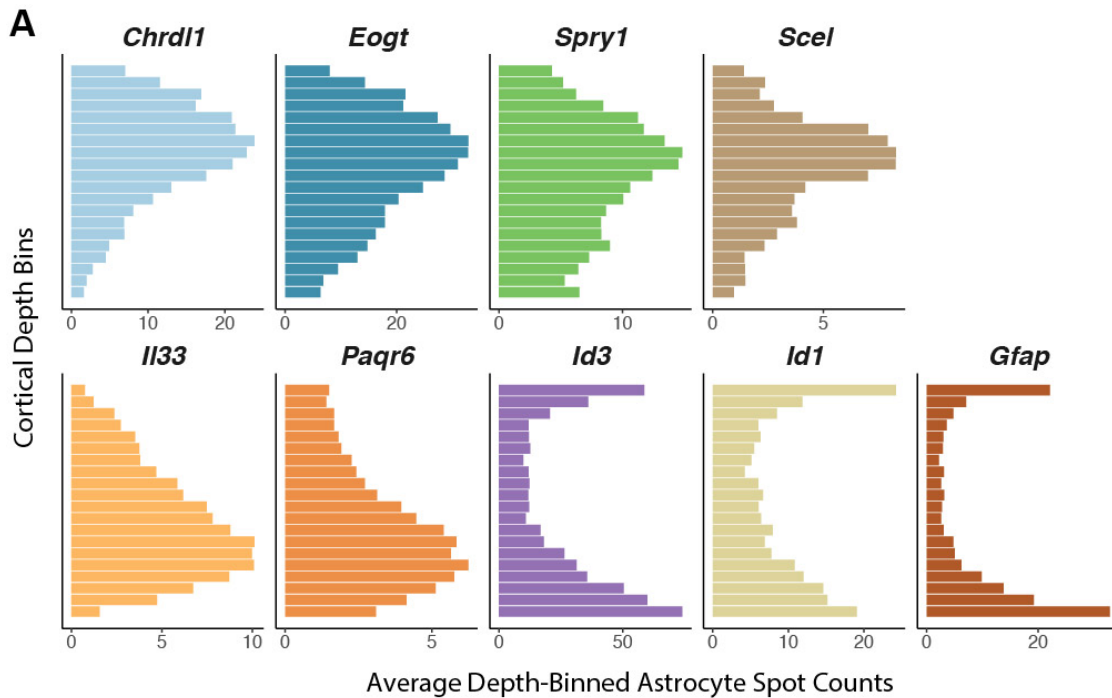 A
Chrdl1 Eogt Spry1 Scel
0 10 20 0 20 0 10 0 5
Il33 Paqr6 Id3 Id1 Gfap
0 5 10 0 5 0 50 0 10 20 0 20
Cortical Depth Bins
Average Depth-Binned Astrocyte Spot Counts